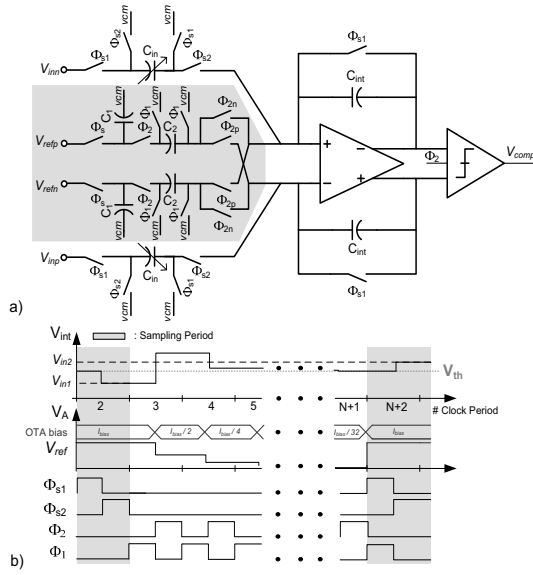 vcm
vcm
Φs2
Φs1
Cin
Φs1
Φs2
Vinn
Φs1
Cint
vcm
vcm
vcm
C1
Φ1
Φ1
Φ2n
Φs
Φ2
C2
Φ2p
Vrefp
Vrefn
Φs
Φ2
C2
Φ2p
C1
Φ1
Φ1
Φ2n
vcm
vcm
vcm
+
−
−
+
Φ2
Vcomp
Vinp
Φs1
Φs2
Cin
Φs1
Φs2
vcm
vcm
Cint
Φs1
a)
Vint
: Sampling Period
Vin2
Vth
Vin1
2 3 4 5 N+1 N+2 # Clock Period
VA
OTA bias Ibias Ibias/2 Ibias/4 Ibias/32 Ibias
Vref
Φs1
Φs2
Φ2
Φ1
b)